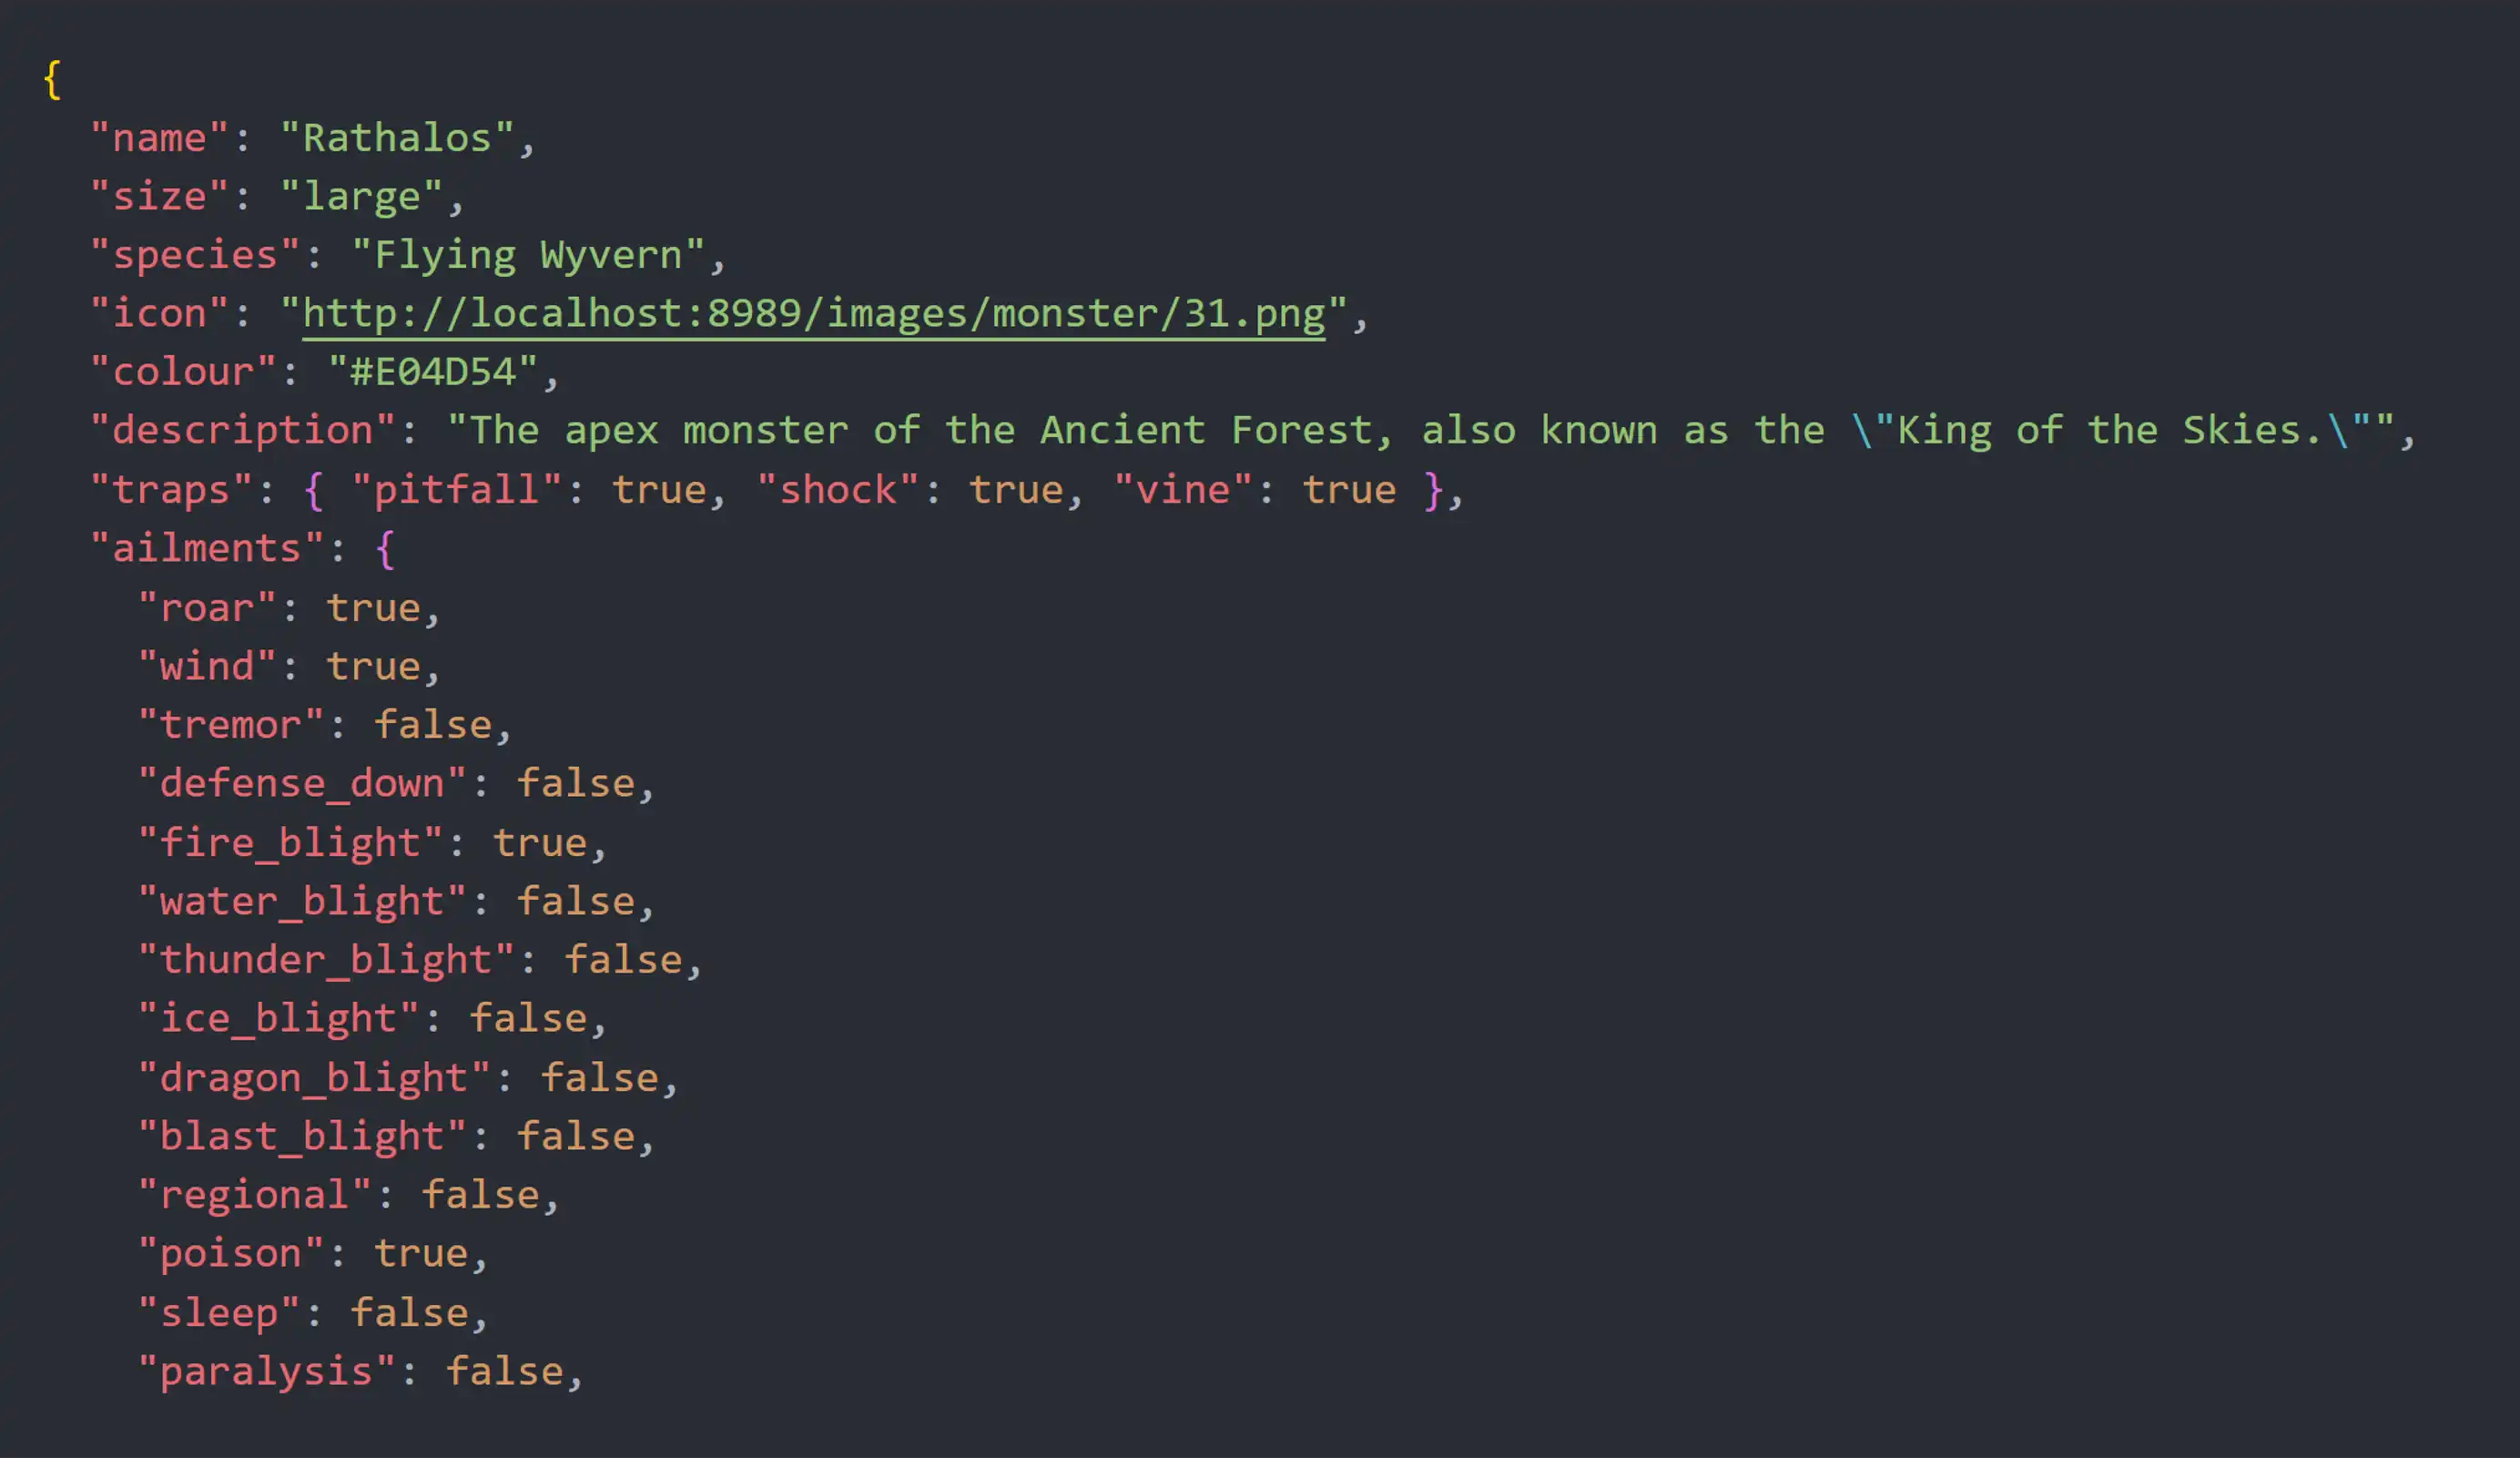 {
  "name": "Rathalos",
  "size": "large",
  "species": "Flying Wyvern",
  "icon": "http://localhost:8989/images/monster/31.png",
  "colour": "#E04D54",
  "description": "The apex monster of the Ancient Forest, also known as the \"King of the Skies.\"",
  "traps": { "pitfall": true, "shock": true, "vine": true },
  "ailments": {
    "roar": true,
    "wind": true,
    "tremor": false,
    "defense_down": false,
    "fire_blight": true,
    "water_blight": false,
    "thunder_blight": false,
    "ice_blight": false,
    "dragon_blight": false,
    "blast_blight": false,
    "regional": false,
    "poison": true,
    "sleep": false,
    "paralysis": false,